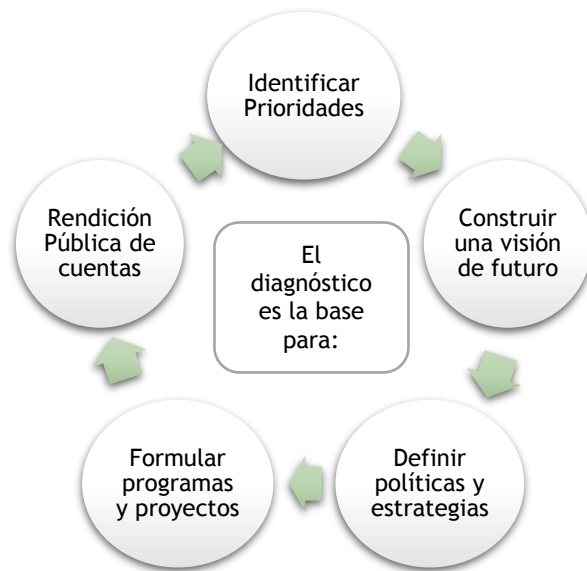 Identificar
Prioridades
Construir
una visión
de futuro
Definir
políticas y
estrategias
Formular
programas
y proyectos
Rendición
Pública de
cuentas
El
diagnóstico
es la base
para: